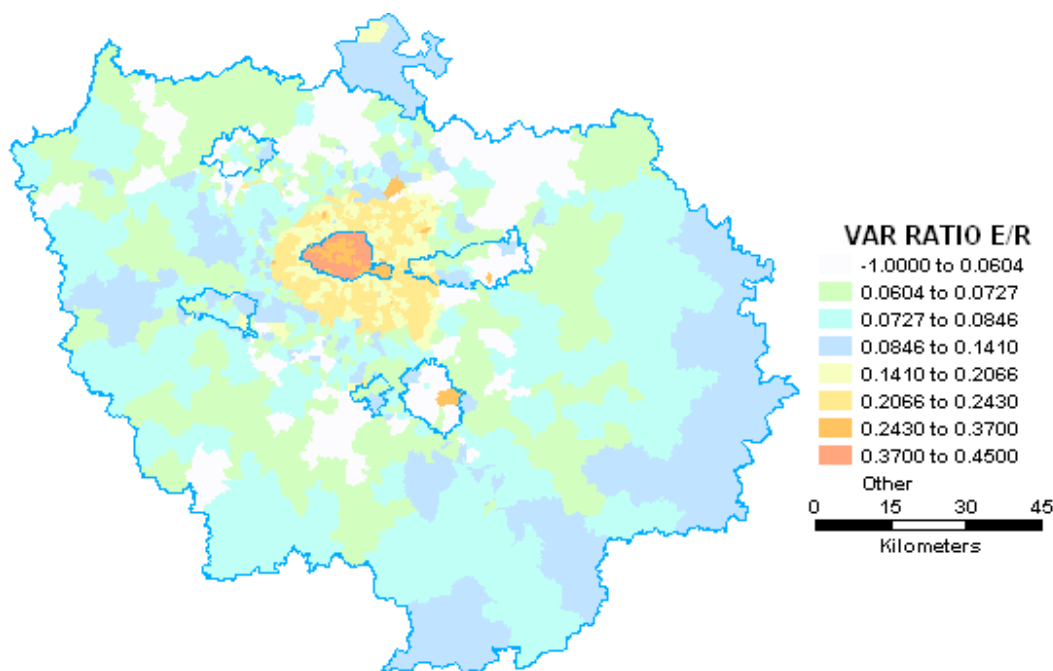 VAR RATIO E/R
-1.0000 to 0.0604
0.0604 to 0.0727
0.0727 to 0.0846
0.0846 to 0.1410
0.1410 to 0.2066
0.2066 to 0.2430
0.2430 to 0.3700
0.3700 to 0.4500
Other
0 15 30 45
Kilometers